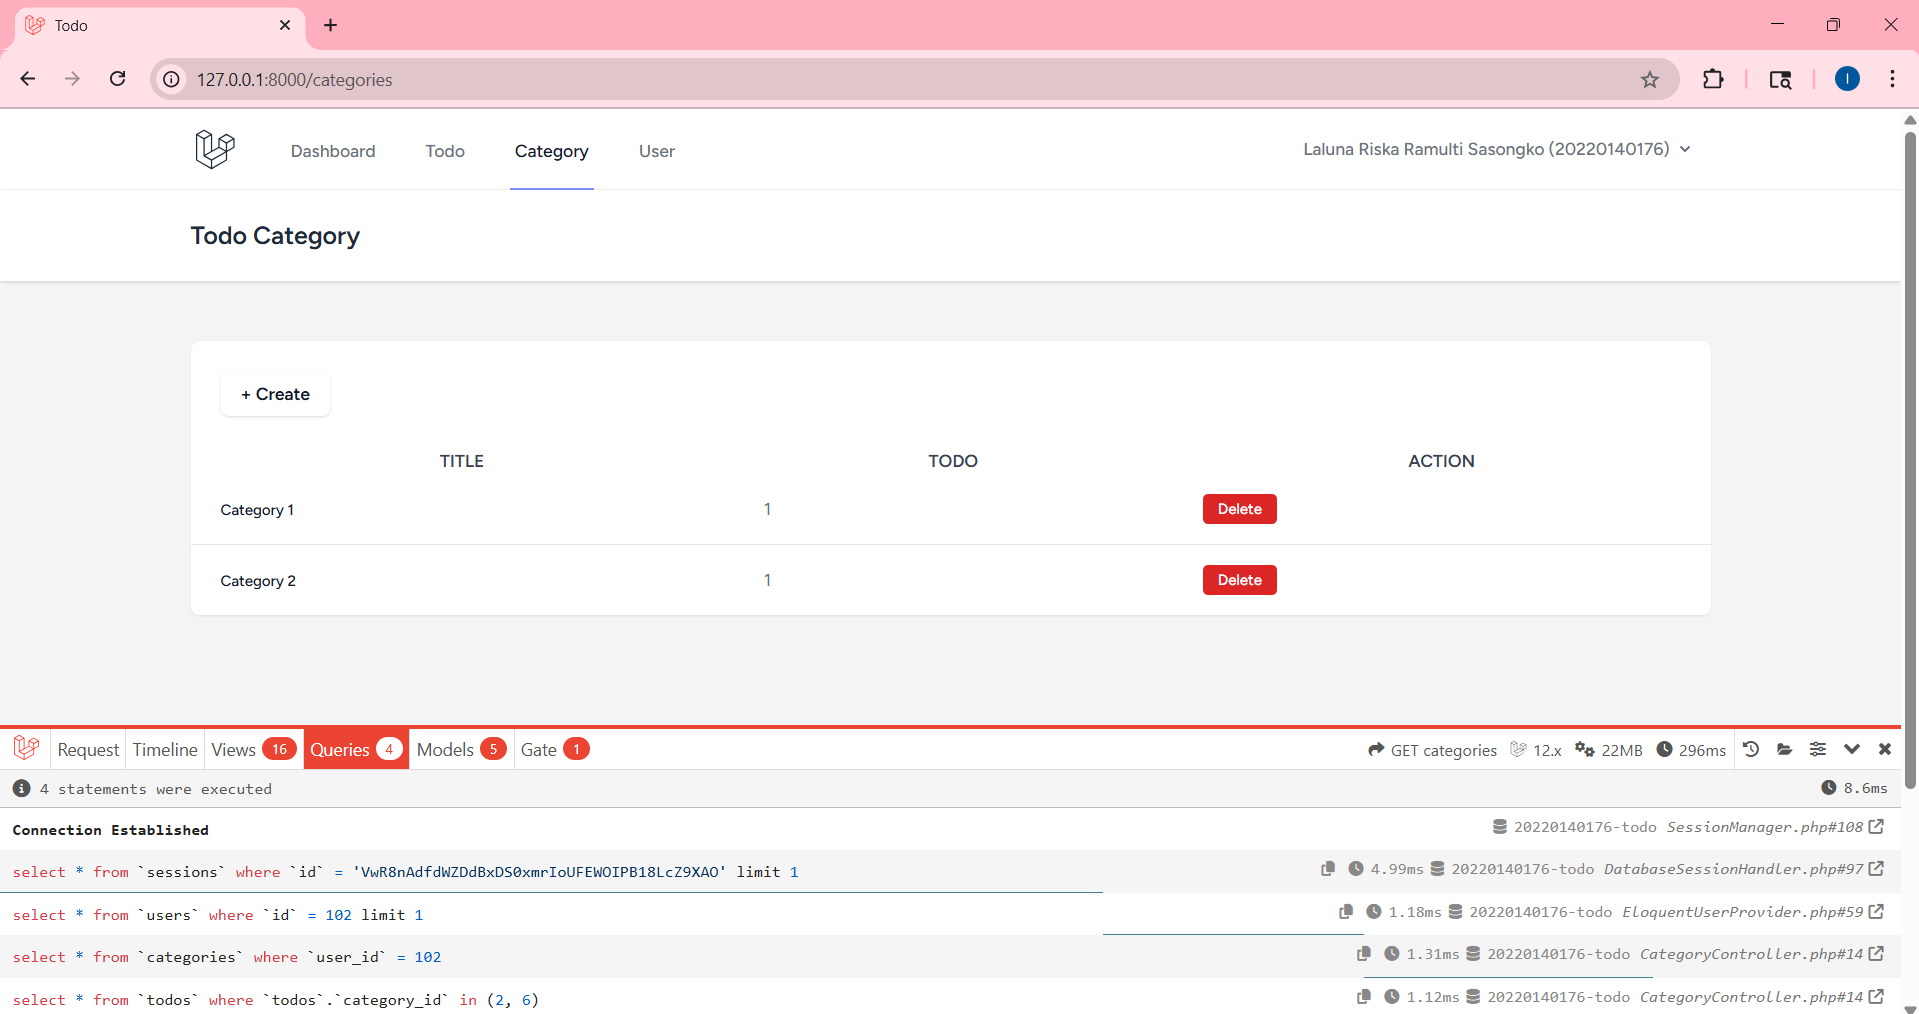 Todo
127.0.0.1:8000/categories
I
Dashboard Todo Category User Laluna Riska Ramulti Sasongko (20220140176)
Todo Category
+ Create
TITLE TODO ACTION
Category 1 1 Delete
Category 2 1 Delete
Request Timeline Views 16 Queries 4 Models 5 Gate 1 GET categories 12.x 22MB 296ms
4 statements were executed 8.6ms
Connection Established 20220140176-todo SessionManager.php#108
select * from `sessions` where `id` = 'VwR8nAdfdWZDdBxDS0xmrIoUFEWOIPB18LcZ9XAO' limit 1 4.99ms 20220140176-todo DatabaseSessionHandler.php#97
select * from `users` where `id` = 102 limit 1 1.18ms 20220140176-todo EloquentUserProvider.php#59
select * from `categories` where `user_id` = 102 1.31ms 20220140176-todo CategoryController.php#14
select * from `todos` where `todos`.`category_id` in (2, 6) 1.12ms 20220140176-todo CategoryController.php#14